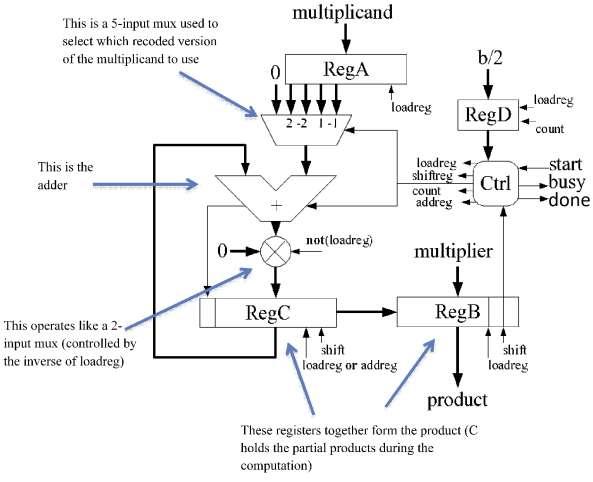 This is a 5-input mux used to
select which recoded version
of the multiplicand to use
multiplicand
0
RegA
loadreg
2 -2 1 -1
b/2
RegD
loadreg
count
This is the
adder
+
loadreg
shiftreg
count
addreg
Ctrl
start
busy
done
0
not(loadreg)
multiplier
This operates like a 2-
input mux (controlled by
the inverse of loadreg)
RegC
RegB
shift
loadreg or addreg
shift
loadreg
product
These registers together form the product (C
holds the partial products during the
computation)